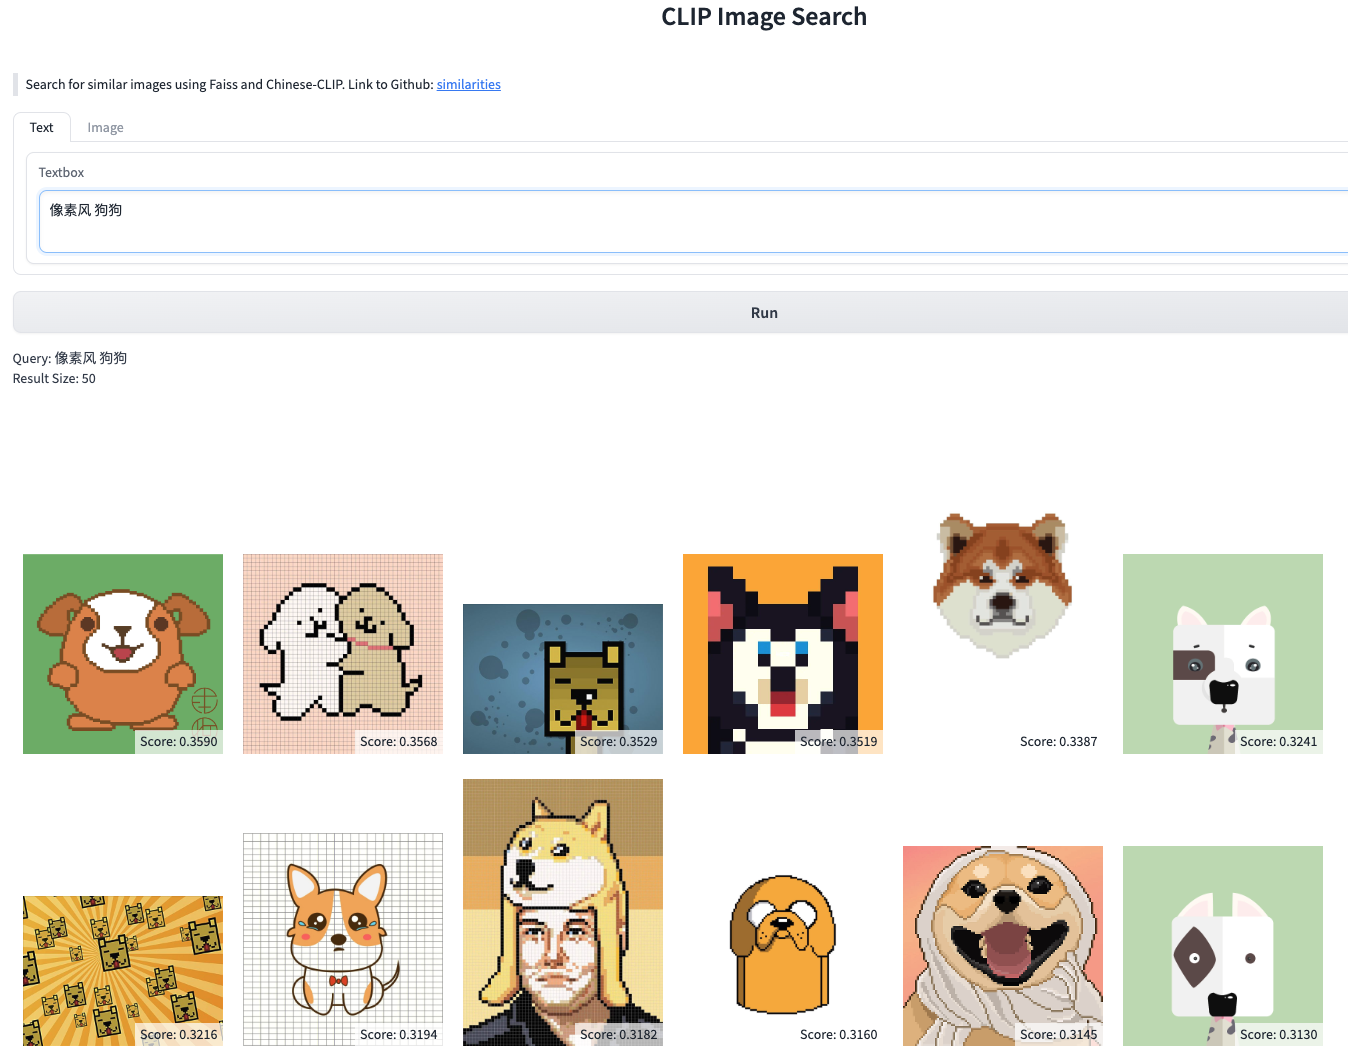 CLIP Image Search
Search for similar images using Faiss and Chinese-CLIP. Link to Github: similarities
Text
Image
Textbox
像素风 狗狗
Run
Query: 像素风 狗狗
Result Size: 50
Score: 0.3590
Score: 0.3568
Score: 0.3529
Score: 0.3519
Score: 0.3387
Score: 0.3241
Score: 0.3216
Score: 0.3194
Score: 0.3182
Score: 0.3160
Score: 0.3145
Score: 0.3130